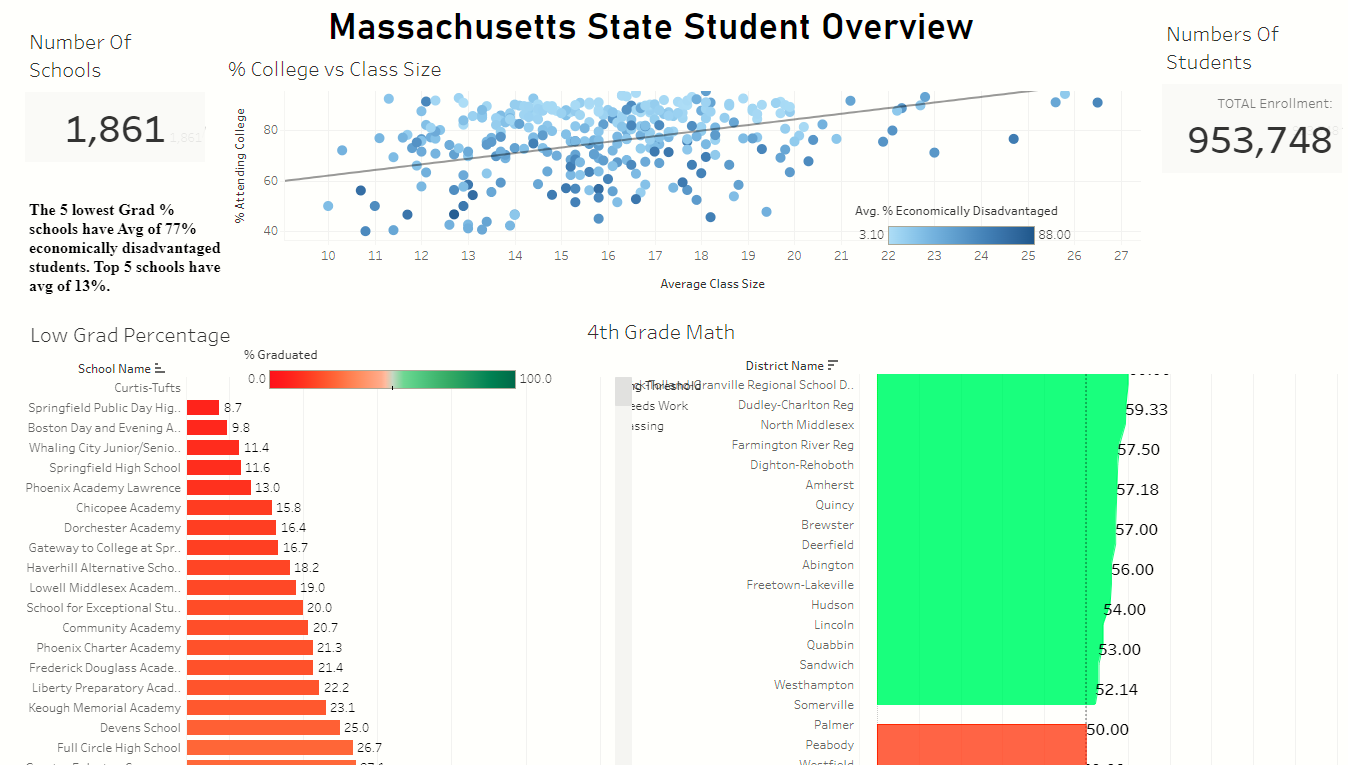 Massachusetts State Student Overview
Number Of
Schools
1,861
% College vs Class Size
% Attending College
80
60
40
10 11 12 13 14 15 16 17 18 19 20 21 22 23 24 25 26 27
Average Class Size
Avg. % Economically Disadvantaged
3.10 88.00
Numbers Of
Students
TOTAL Enrollment:
953,748
The 5 lowest Grad %
schools have Avg of 77%
economically disadvantaged
students. Top 5 schools have
avg of 13%.
Low Grad Percentage
% Graduated
0.0 100.0
School Name
Curtis-Tufts
Springfield Public Day Hig.. 8.7
Boston Day and Evening A.. 9.8
Whaling City Junior/Senio.. 11.4
Springfield High School 11.6
Phoenix Academy Lawrence 13.0
Chicopee Academy 15.8
Dorchester Academy 16.4
Gateway to College at Spr.. 16.7
Haverhill Alternative Scho.. 18.2
Lowell Middlesex Academ.. 19.0
School for Exceptional Stu.. 20.0
Community Academy 20.7
Phoenix Charter Academy 21.3
Frederick Douglass Acade.. 21.4
Liberty Preparatory Acad.. 22.2
Keough Memorial Academy 23.1
Devens School 25.0
Full Circle High School 26.7
4th Grade Math
District Name
Granville Regional School D..
Threshold
eeds Work
assing
Dudley-Charlton Reg
59.33
North Middlesex
Farmington River Reg
57.50
Dighton-Rehoboth
Amherst
57.18
Quincy
Brewster
57.00
Deerfield
Abington
56.00
Freetown-Lakeville
Hudson
54.00
Lincoln
Quabbin
53.00
Sandwich
Westhampton
52.14
Somerville
Palmer
50.00
Peabody
Westfield